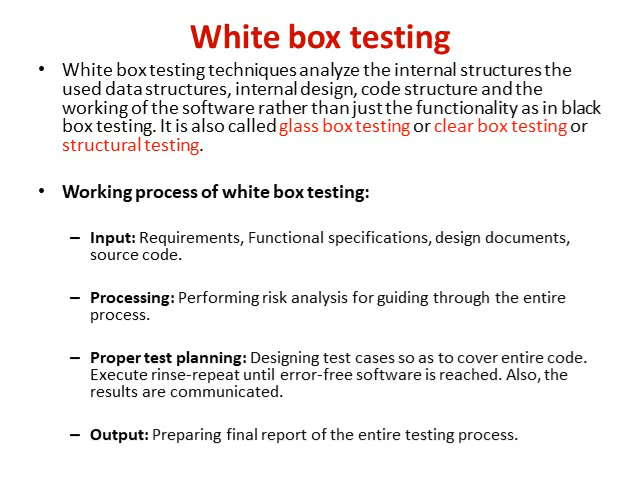 White box testing
• White box testing techniques analyze the internal structures the
used data structures, internal design, code structure and the
working of the software rather than just the functionality as in black
box testing. It is also called glass box testing or clear box testing or
structural testing.
• Working process of white box testing:
– Input: Requirements, Functional specifications, design documents,
source code.
– Processing: Performing risk analysis for guiding through the entire
process.
– Proper test planning: Designing test cases so as to cover entire code.
Execute rinse-repeat until error-free software is reached. Also, the
results are communicated.
– Output: Preparing final report of the entire testing process.